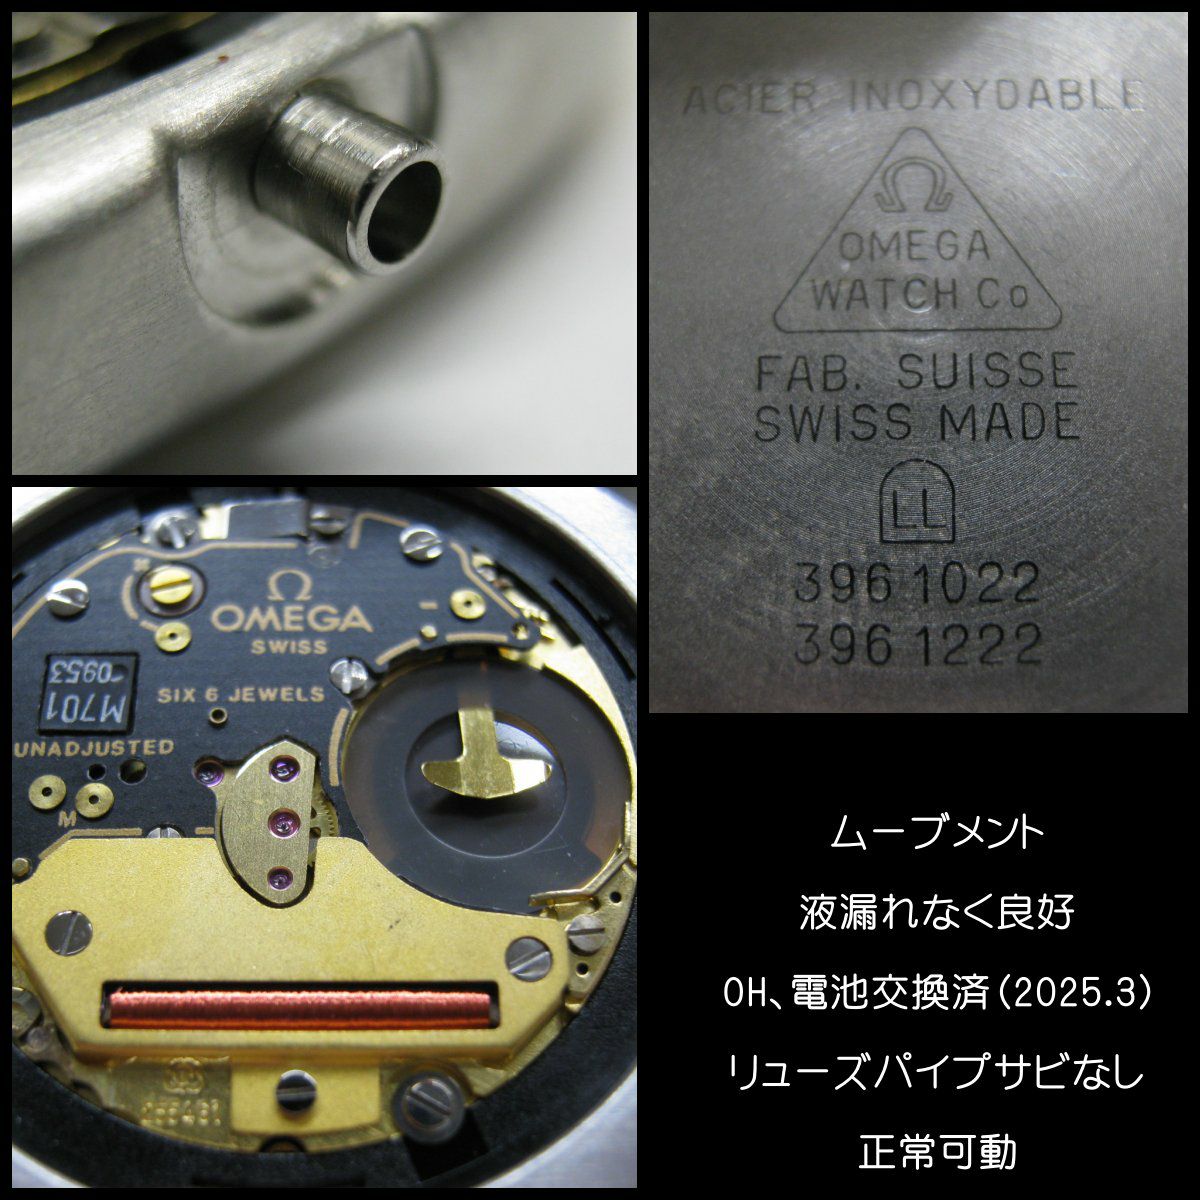 ACIER INOXYDABLE
Ω
OMEGA
WATCH Co
FAB. SUISSE
SWISS MADE
LL
396 1022
396 1222
Ω
OMEGA
SWISS
SIX 6 JEWELS
M701
0953
UNADJUSTED
M
ムーブメント
液漏れなく良好
OH、電池交換済(2025.3)
リューズパイプサビなし
正常可動